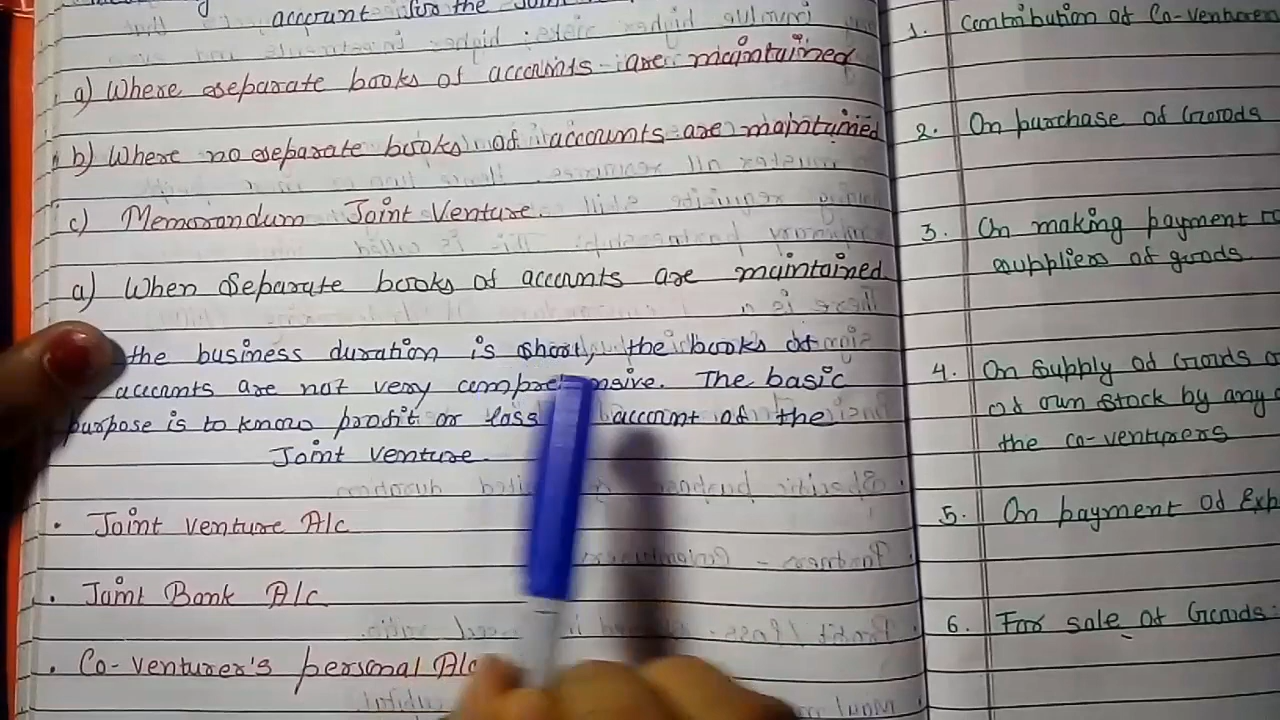 account for the Joint
a) Where separate books of accounts are maintained
b) Where no separate books of accounts are maintained
c) Memorandum Joint Venture.
a) When Separate books of accounts are maintained
the business duration is short, the books of
accounts are not very comprehensive. The basic
purpose is to know profit or loss account of the
Joint venture.
• Joint venture A/c
• Joint Bank A/c
• Co-venturer's personal A/c
1. Contribution of Co-venturers
2. On purchase of Goods
3. On making payment to
suppliers of goods
4. On Supply of Goods
of own stock by any
the co-venturers
5. On payment of Exp
6. For sale of Goods: